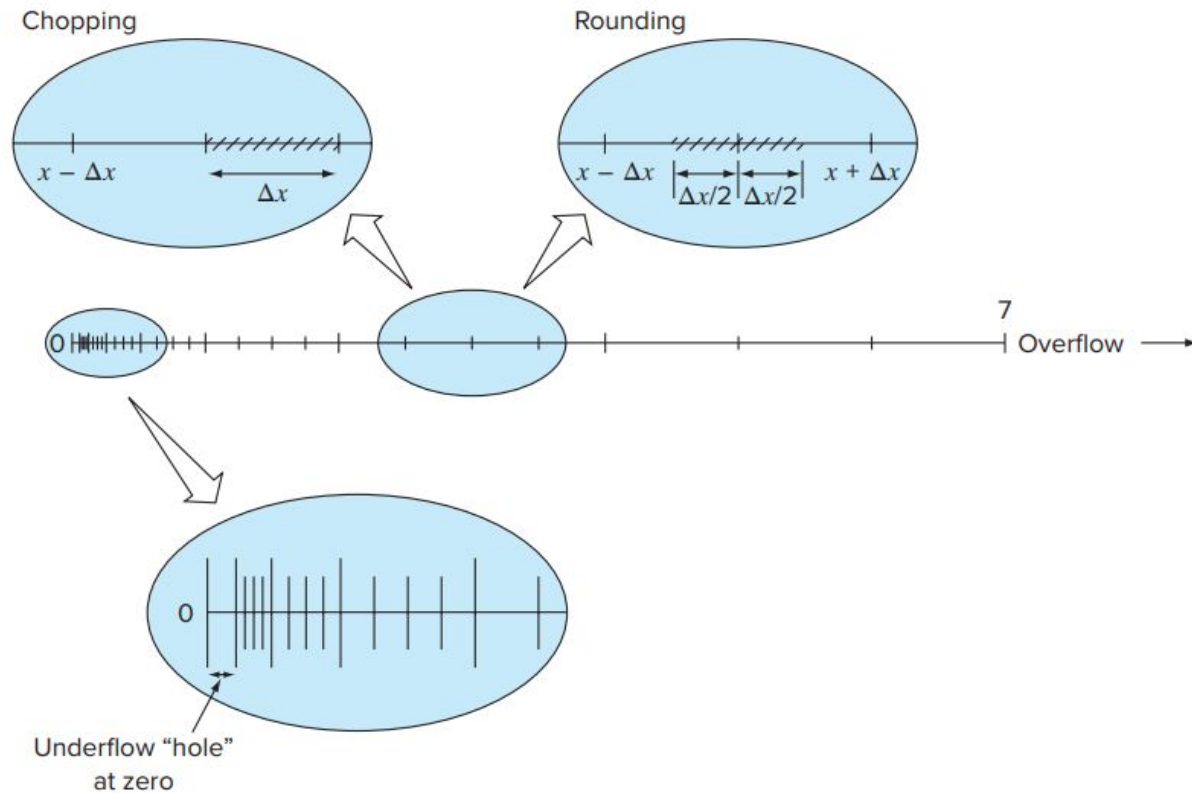 Chopping
Rounding
x − Δx
Δx
x − Δx
Δx/2
Δx/2
x + Δx
0
7
Overflow
0
Underflow “hole”
at zero